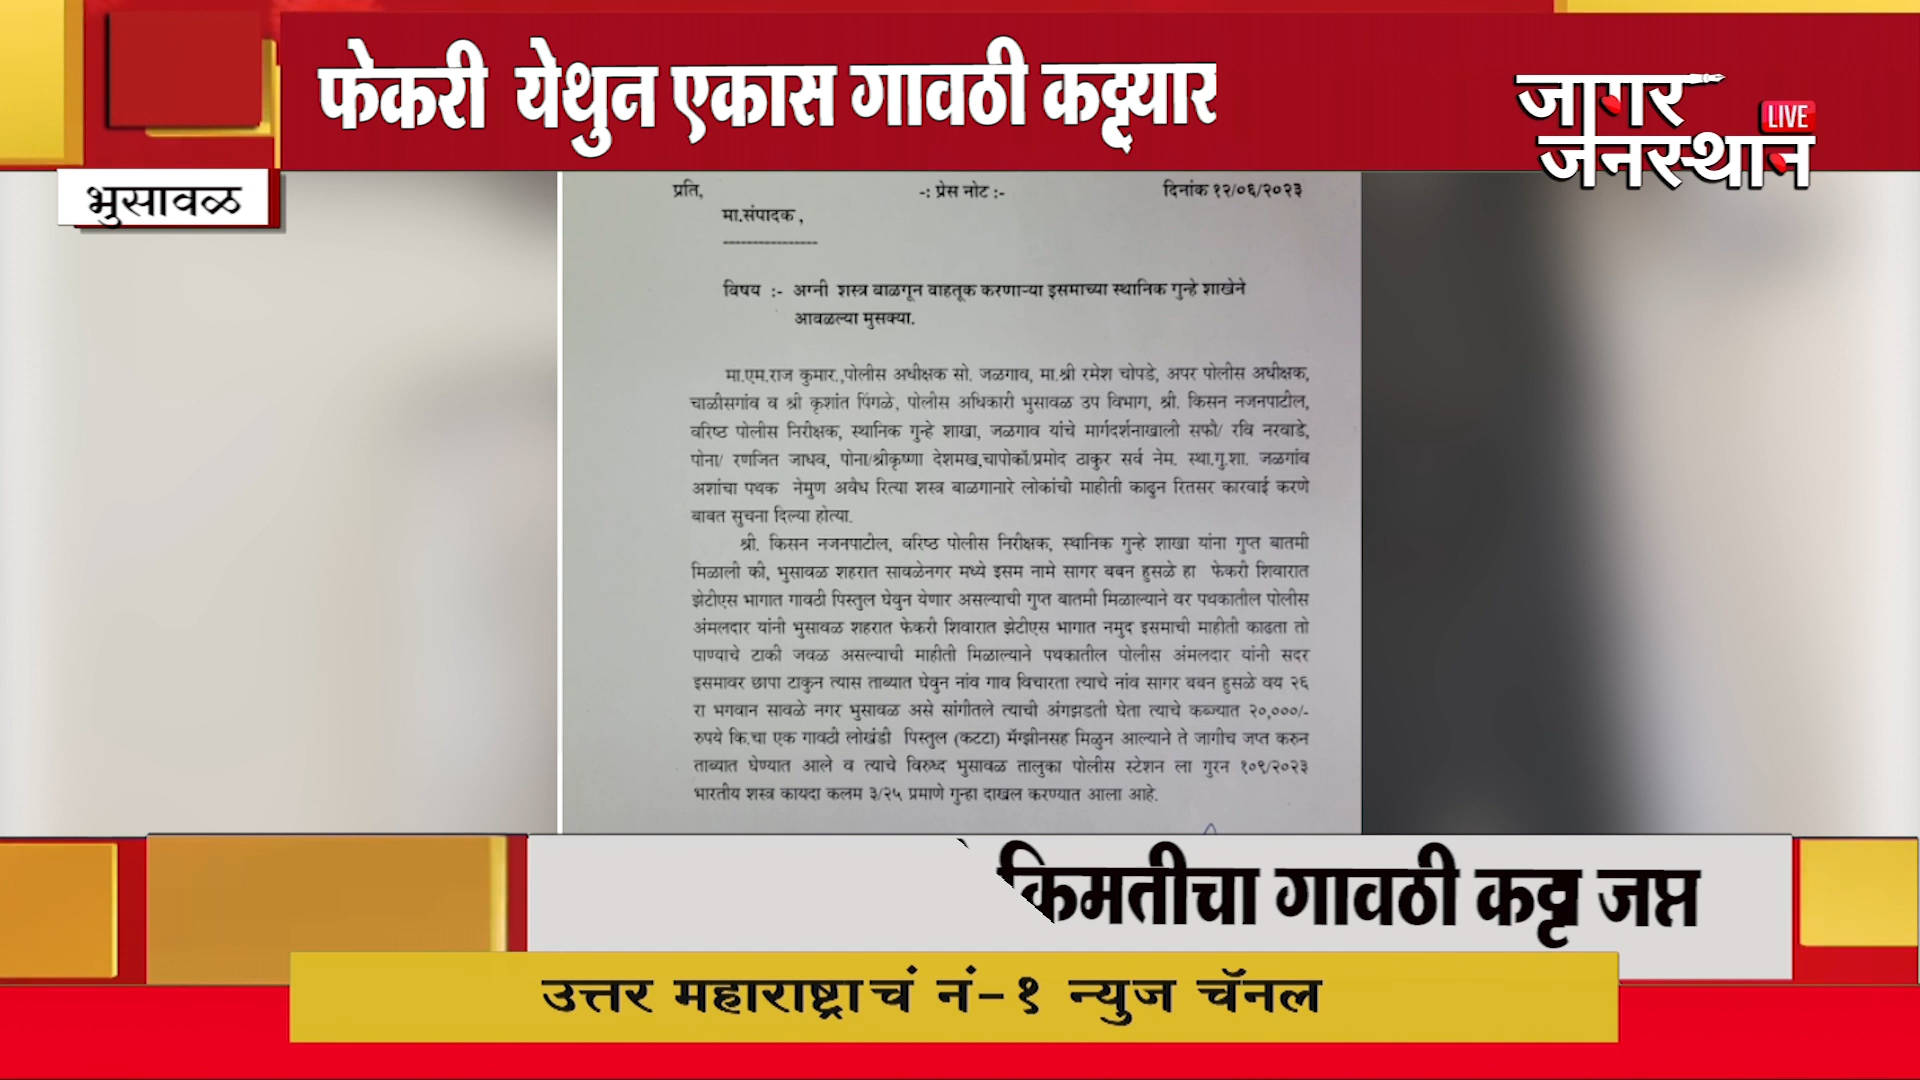 फेकरी येथुन एकास गावठी कट्ट्यार
जागर
LIVE
जनस्थान
भुसावळ
प्रति, -: प्रेस नोट :- दिनांक १२/०६/२०२३
मा.संपादक ,
----------------
विषय :- अग्नी शस्त्र बाळगून वाहतूक करणाऱ्या इसमाच्या स्थानिक गुन्हे शाखेने
आवळल्या मुसक्या.
मा.एम.राज कुमार.,पोलीस अधीक्षक सो. जळगाव, मा.श्री रमेश चोपडे, अपर पोलीस अधीक्षक,
चाळीसगांव व श्री कृशांत पिंगळे, पोलीस अधिकारी भुसावळ उप विभाग, श्री. किसन नजनपाटील,
वरिष्ठ पोलीस निरीक्षक, स्थानिक गुन्हे शाखा, जळगाव यांचे मार्गदर्शनाखाली सफौ/ रवि नरवाडे,
पोना/ रणजित जाधव, पोना/श्रीकृष्णा देशमख,चापोकॉ/प्रमोद ठाकुर सर्व नेम. स्था.गु.शा. जळगांव
अशांचा पथक नेमुण अवैध रित्या शस्त्र बाळगानारे लोकांची माहीती काढुन रितसर कारवाई करणे
बाबत सुचना दिल्या होत्या.
श्री. किसन नजनपाटील, वरिष्ठ पोलीस निरीक्षक, स्थानिक गुन्हे शाखा यांना गुप्त बातमी
मिळाली की, भुसावळ शहरात सावळेनगर मध्ये इसम नामे सागर बबन हुसळे हा फेकरी शिवारात
झेटीएस भागात गावठी पिस्तुल घेवुन येणार असल्याची गुप्त बातमी मिळाल्याने वर पथकातील पोलीस
अंमलदार यांनी भुसावळ शहरात फेकरी शिवारात झेटीएस भागात नमुद इसमाची माहीती काढता तो
पाण्याचे टाकी जवळ असल्याची माहीती मिळाल्याने पथकातील पोलीस अंमलदार यांनी सदर
इसमावर छापा टाकुन त्यास ताब्यात घेवुन नांव गाव विचारता त्याचे नांव सागर बबन हुसळे वय २६
रा भगवान सावळे नगर भुसावळ असे सांगीतले त्याची अंगझडती घेता त्याचे कब्ज्यात २०,०००/-
रुपये कि.चा एक गावठी लोखंडी पिस्तुल (कटटा) मॅग्झीनसह मिळुन आल्याने ते जागीच जप्त करुन
ताब्यात घेण्यात आले व त्याचे विरुध्द भुसावळ तालुका पोलीस स्टेशन ला गुरन १०९/२०२३
भारतीय शस्त्र कायदा कलम ३/२५ प्रमाणे गुन्हा दाखल करण्यात आला आहे.
किमतीचा गावठी कट्टा जप्त
उत्तर महाराष्ट्राचं नं-१ न्युज चॅनल